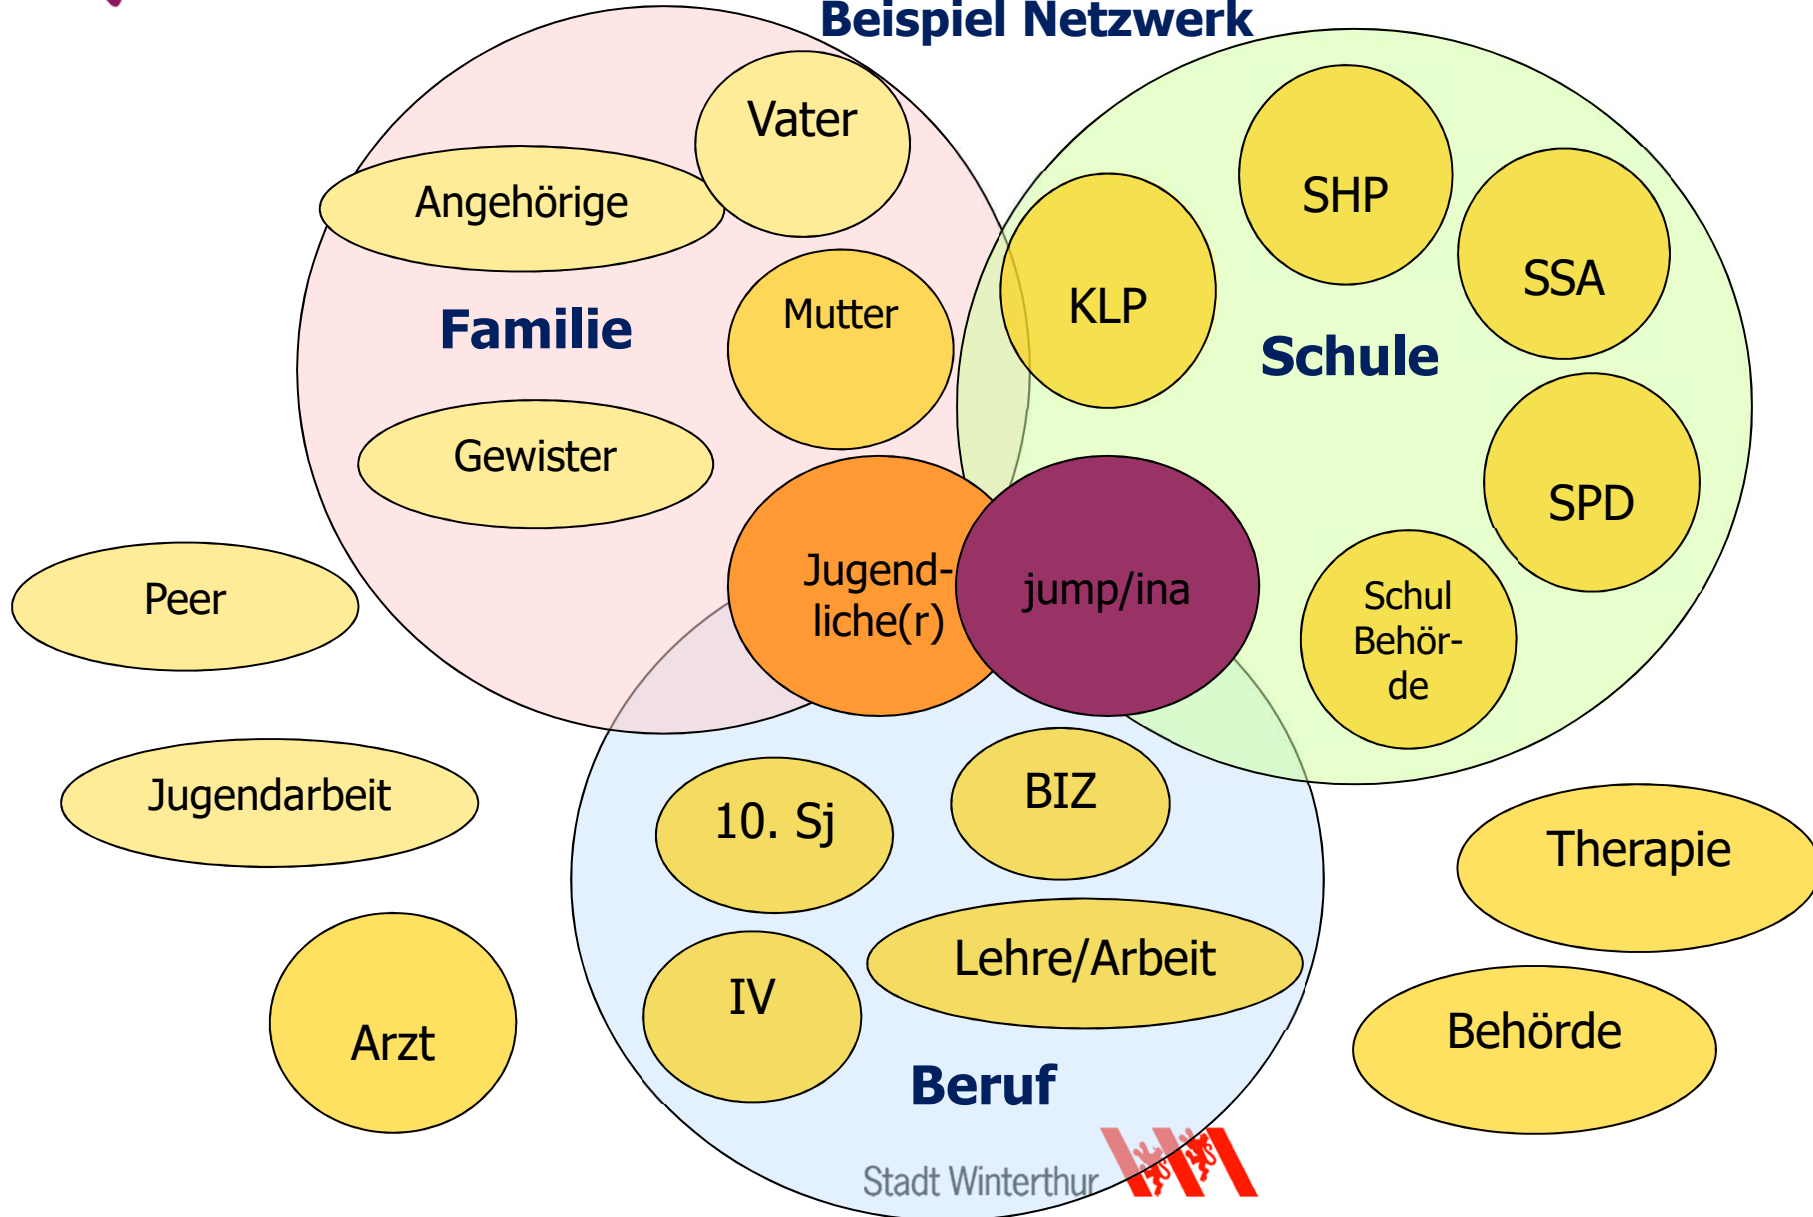 Beispiel Netzwerk
Vater
Angehörige
Mutter
Familie
Gewister
SHP
SSA
KLP
Schule
SPD
Schul
Behör-
de
Jugend-
liche(r)
jump/ina
Peer
Jugendarbeit
Arzt
10. Sj
BIZ
IV
Lehre/Arbeit
Beruf
Therapie
Behörde
Stadt Winterthur